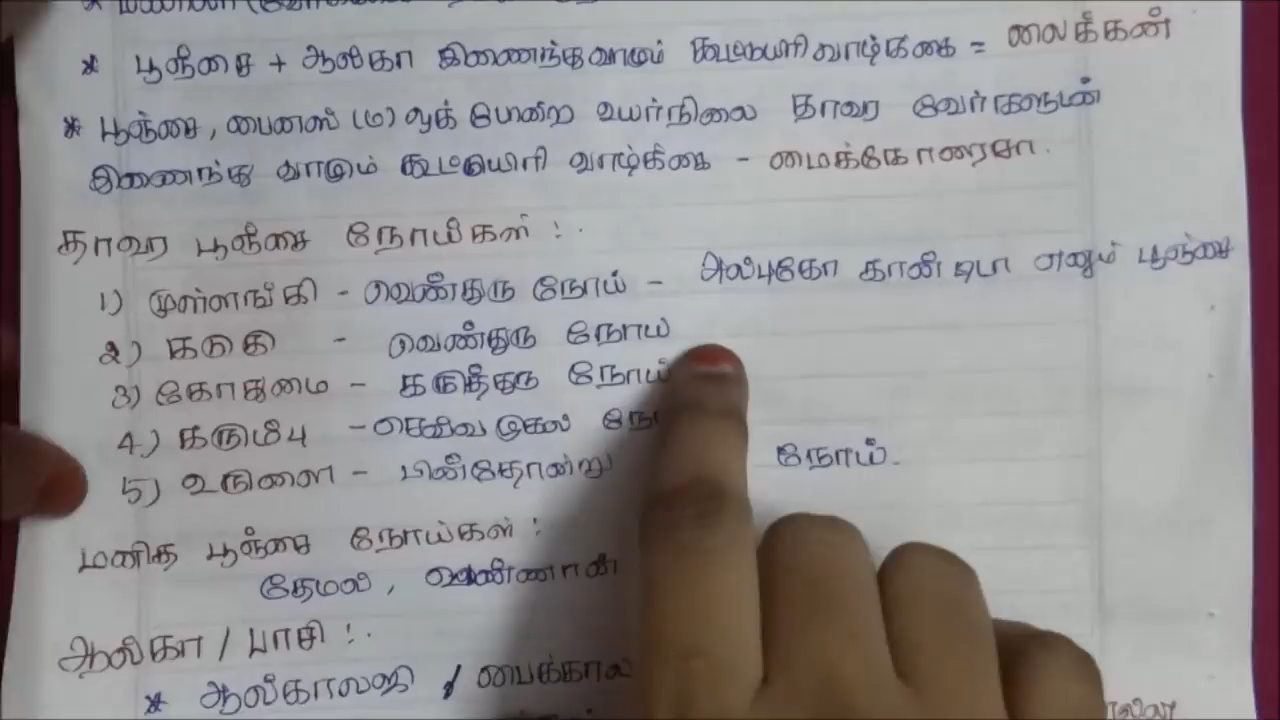 * பூஞ்சை + ஆல்கா இணைந்துவாழும் கூட்டுயிரி வாழ்க்கை = லைக்கன்
* பூஞ்சை, பைனஸ் (ம) ஓக் போன்ற உயர்நிலை தாவர வேர்களுடன்
இணைந்து வாழும் கூட்டுயிரி வாழ்க்கை - மைக்கோரைசா.
தாவர பூஞ்சை நோய்கள் :.
1) முள்ளங்கி - வெண்துரு நோய் - அல்புகோ காண்டிடா எனும் பூஞ்சை
2) கடுகு - வெண்துரு நோய்
3) கோதுமை - கருந்துரு நோய்
4.) கரும்பு - செவ்வழுகல்
5) உருளை - பின்தோன்று நோய்.
மனித பூஞ்சை நோய்கள் :
தேமல்,
ஆல்கா / பாசி :.
* ஆல்காலஜி /